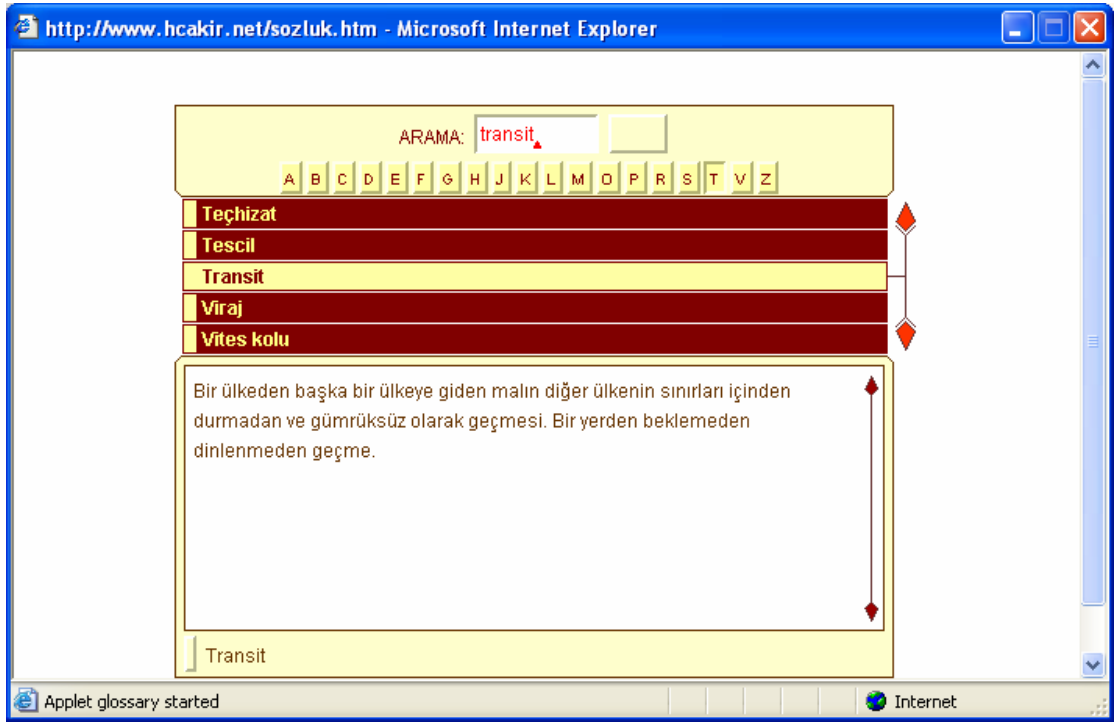 http://www.hcakir.net/sozluk.htm - Microsoft Internet Explorer
ARAMA: transit
A B C D E F G H J K L M O P R S T V Z
Teçhizat
Tescil
Transit
Viraj
Vites kolu
Bir ülkeden başka bir ülkeye giden malın diğer ülkenin sınırları içinden
durmadan ve gümrüksüz olarak geçmesi. Bir yerden beklemeden
dinlenmeden geçme.
Transit
Applet glossary started Internet